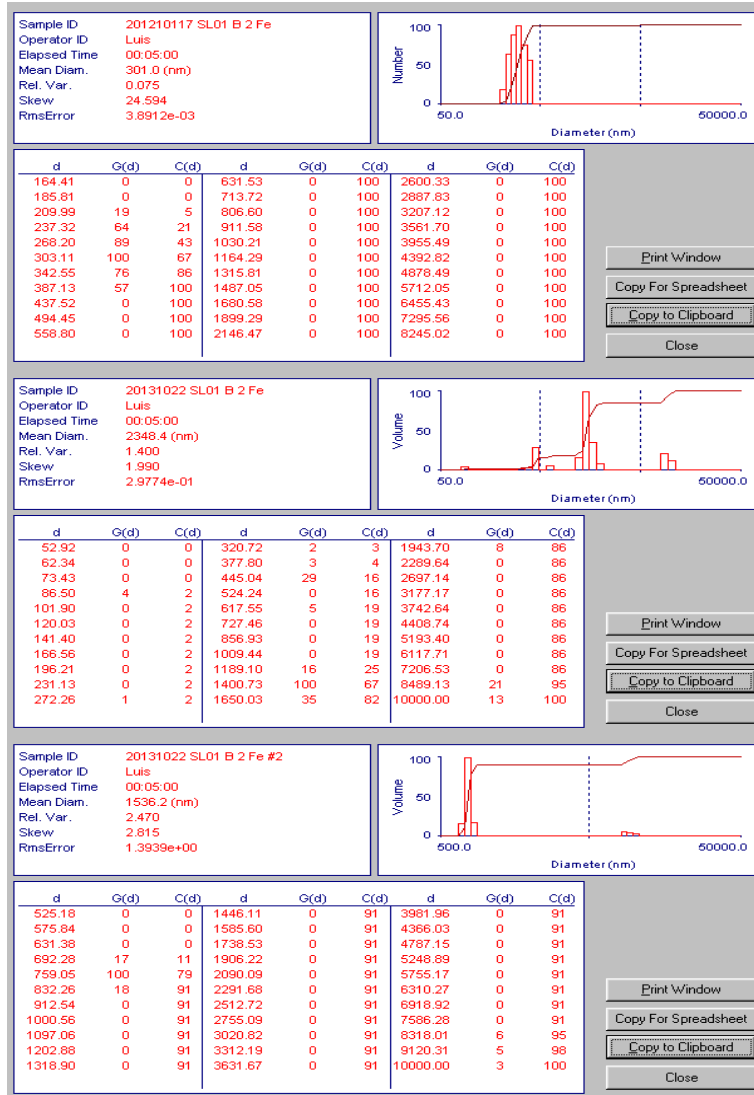 Sample ID 201210117 SL01 B 2 Fe
Operator ID Luis
Elapsed Time 00:05:00
Mean Diam. 301.0 (nm)
Rel. Var. 0.075
Skew 24.594
RmsError 3.8912e-03
Number
100
50
0
50.0 50000.0
Diameter (nm)
d G(d) C(d) d G(d) C(d) d G(d) C(d)
164.41 0 0 631.53 0 100 2600.33 0 100
185.81 0 0 713.72 0 100 2887.83 0 100
209.99 19 5 806.60 0 100 3207.12 0 100
237.32 64 21 911.58 0 100 3561.70 0 100
268.20 89 43 1030.21 0 100 3955.49 0 100
303.11 100 67 1164.29 0 100 4392.82 0 100
342.55 76 86 1315.81 0 100 4878.49 0 100
387.13 57 100 1487.05 0 100 5712.05 0 100
437.52 0 100 1680.58 0 100 6455.43 0 100
494.45 0 100 1899.29 0 100 7295.56 0 100
558.80 0 100 2146.47 0 100 8245.02 0 100
Print Window
Copy For Spreadsheet
Copy to Clipboard
Close
Sample ID 20131022 SL01 B 2 Fe
Operator ID Luis
Elapsed Time 00:05:00
Mean Diam. 2348.4 (nm)
Rel. Var. 1.400
Skew 1.990
RmsError 2.9774e-01
Volume
100
50
0
50.0 50000.0
Diameter (nm)
d G(d) C(d) d G(d) C(d) d G(d) C(d)
52.92 0 0 320.72 2 3 1943.70 8 86
62.34 0 0 377.80 3 4 2289.64 0 86
73.43 0 0 445.04 29 16 2697.14 0 86
86.50 4 2 524.24 0 16 3177.17 0 86
101.90 0 2 617.55 5 19 3742.64 0 86
120.03 0 2 727.46 0 19 4408.74 0 86
141.40 0 2 856.93 0 19 5193.40 0 86
166.56 0 2 1009.44 0 19 6117.71 0 86
196.21 0 2 1189.10 16 25 7206.53 0 86
231.13 0 2 1400.73 100 67 8489.13 21 95
272.26 1 2 1650.03 35 82 10000.00 13 100
Print Window
Copy For Spreadsheet
Copy to Clipboard
Close
Sample ID 20131022 SL01 B 2 Fe #2
Operator ID Luis
Elapsed Time 00:05:00
Mean Diam. 1536.2 (nm)
Rel. Var. 2.470
Skew 2.815
RmsError 1.3939e+00
Volume
100
50
0
500.0 50000.0
Diameter (nm)
d G(d) C(d) d G(d) C(d) d G(d) C(d)
525.18 0 0 1446.11 0 91 3981.96 0 91
575.84 0 0 1585.60 0 91 4366.03 0 91
631.38 0 0 1738.53 0 91 4787.15 0 91
692.28 17 11 1906.22 0 91 5248.89 0 91
759.05 100 79 2090.09 0 91 5755.17 0 91
832.26 18 91 2291.68 0 91 6310.27 0 91
912.54 0 91 2512.72 0 91 6918.92 0 91
1000.56 0 91 2755.09 0 91 7586.28 0 91
1097.06 0 91 3020.82 0 91 8318.01 6 95
1202.88 0 91 3312.19 0 91 9120.31 5 98
1318.90 0 91 3631.67 0 91 10000.00 3 100
Print Window
Copy For Spreadsheet
Copy to Clipboard
Close